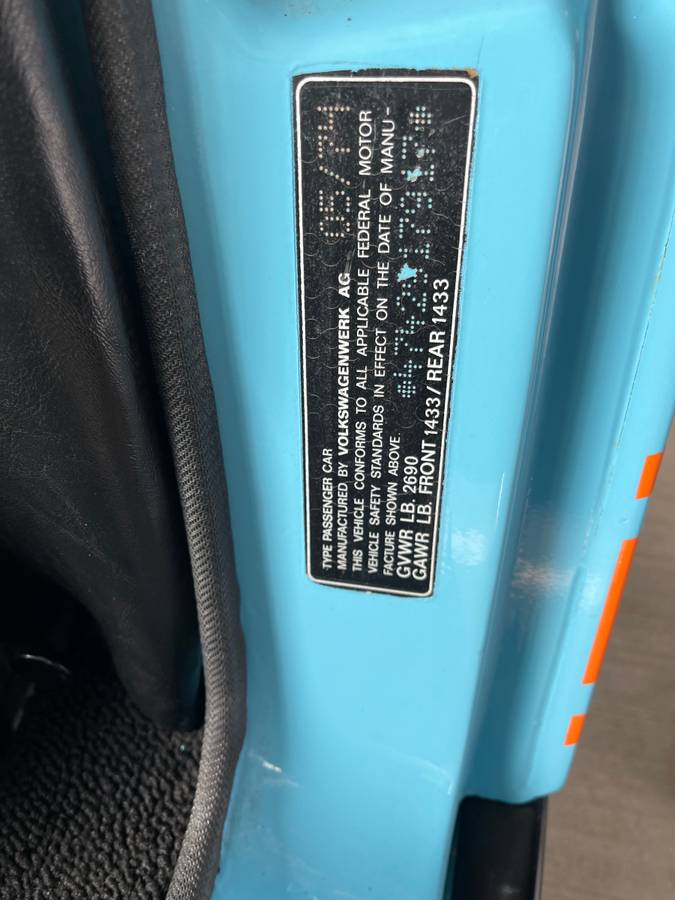 TYPE PASSENGER CAR
MANUFACTURED BY VOLKSWAGENWERK AG 05/74
THIS VEHICLE CONFORMS TO ALL APPLICABLE FEDERAL MOTOR
VEHICLE SAFETY STANDARDS IN EFFECT ON THE DATE OF MANU-
FACTURE SHOWN ABOVE
GVWR LB. 2690
GAWR LB. FRONT 1433/REAR 1433